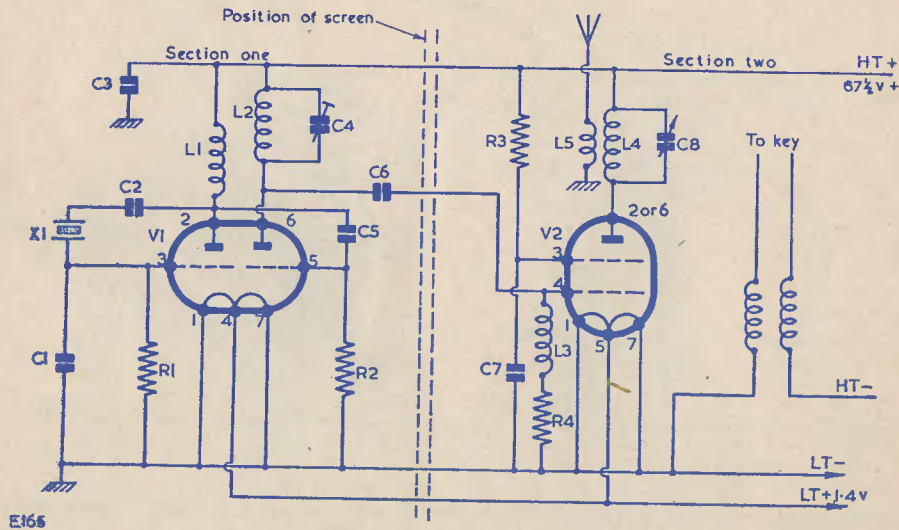 Position of screen
Section one
Section two
HT+
67½V+
C3
L1
L2
C4
R3
L5
L4
C8
To key
C2
C6
X1
2
6
V1
3
5
C5
2or6
V2
3
4
1
4
7
1
5
7
C1
R1
R2
C7
L3
R4
HT-
LT-
LT+1·4v
E165